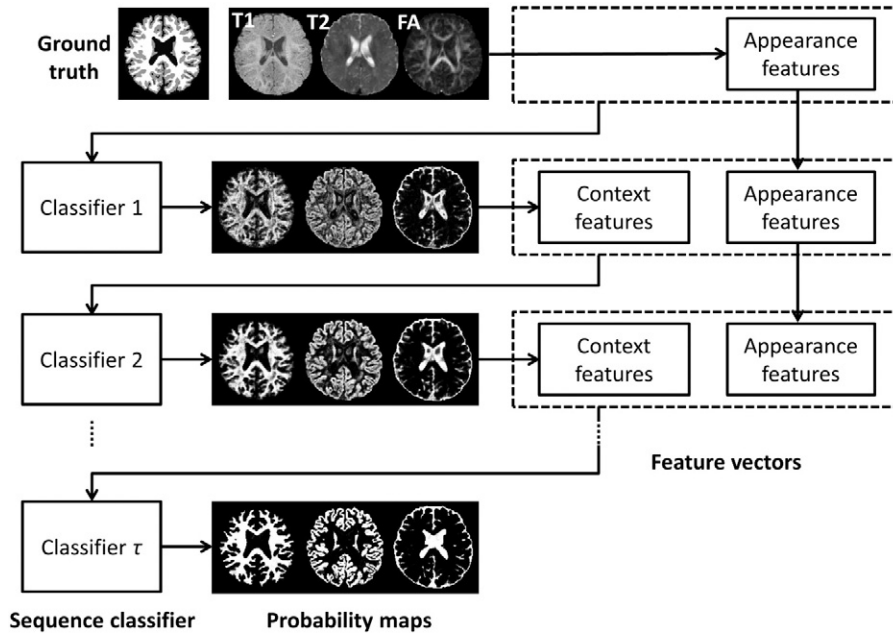 Ground
truth
T1
T2
FA
Appearance
features
Classifier 1
Context
features
Appearance
features
Classifier 2
Context
features
Appearance
features
Feature vectors
Classifier τ
Sequence classifier
Probability maps